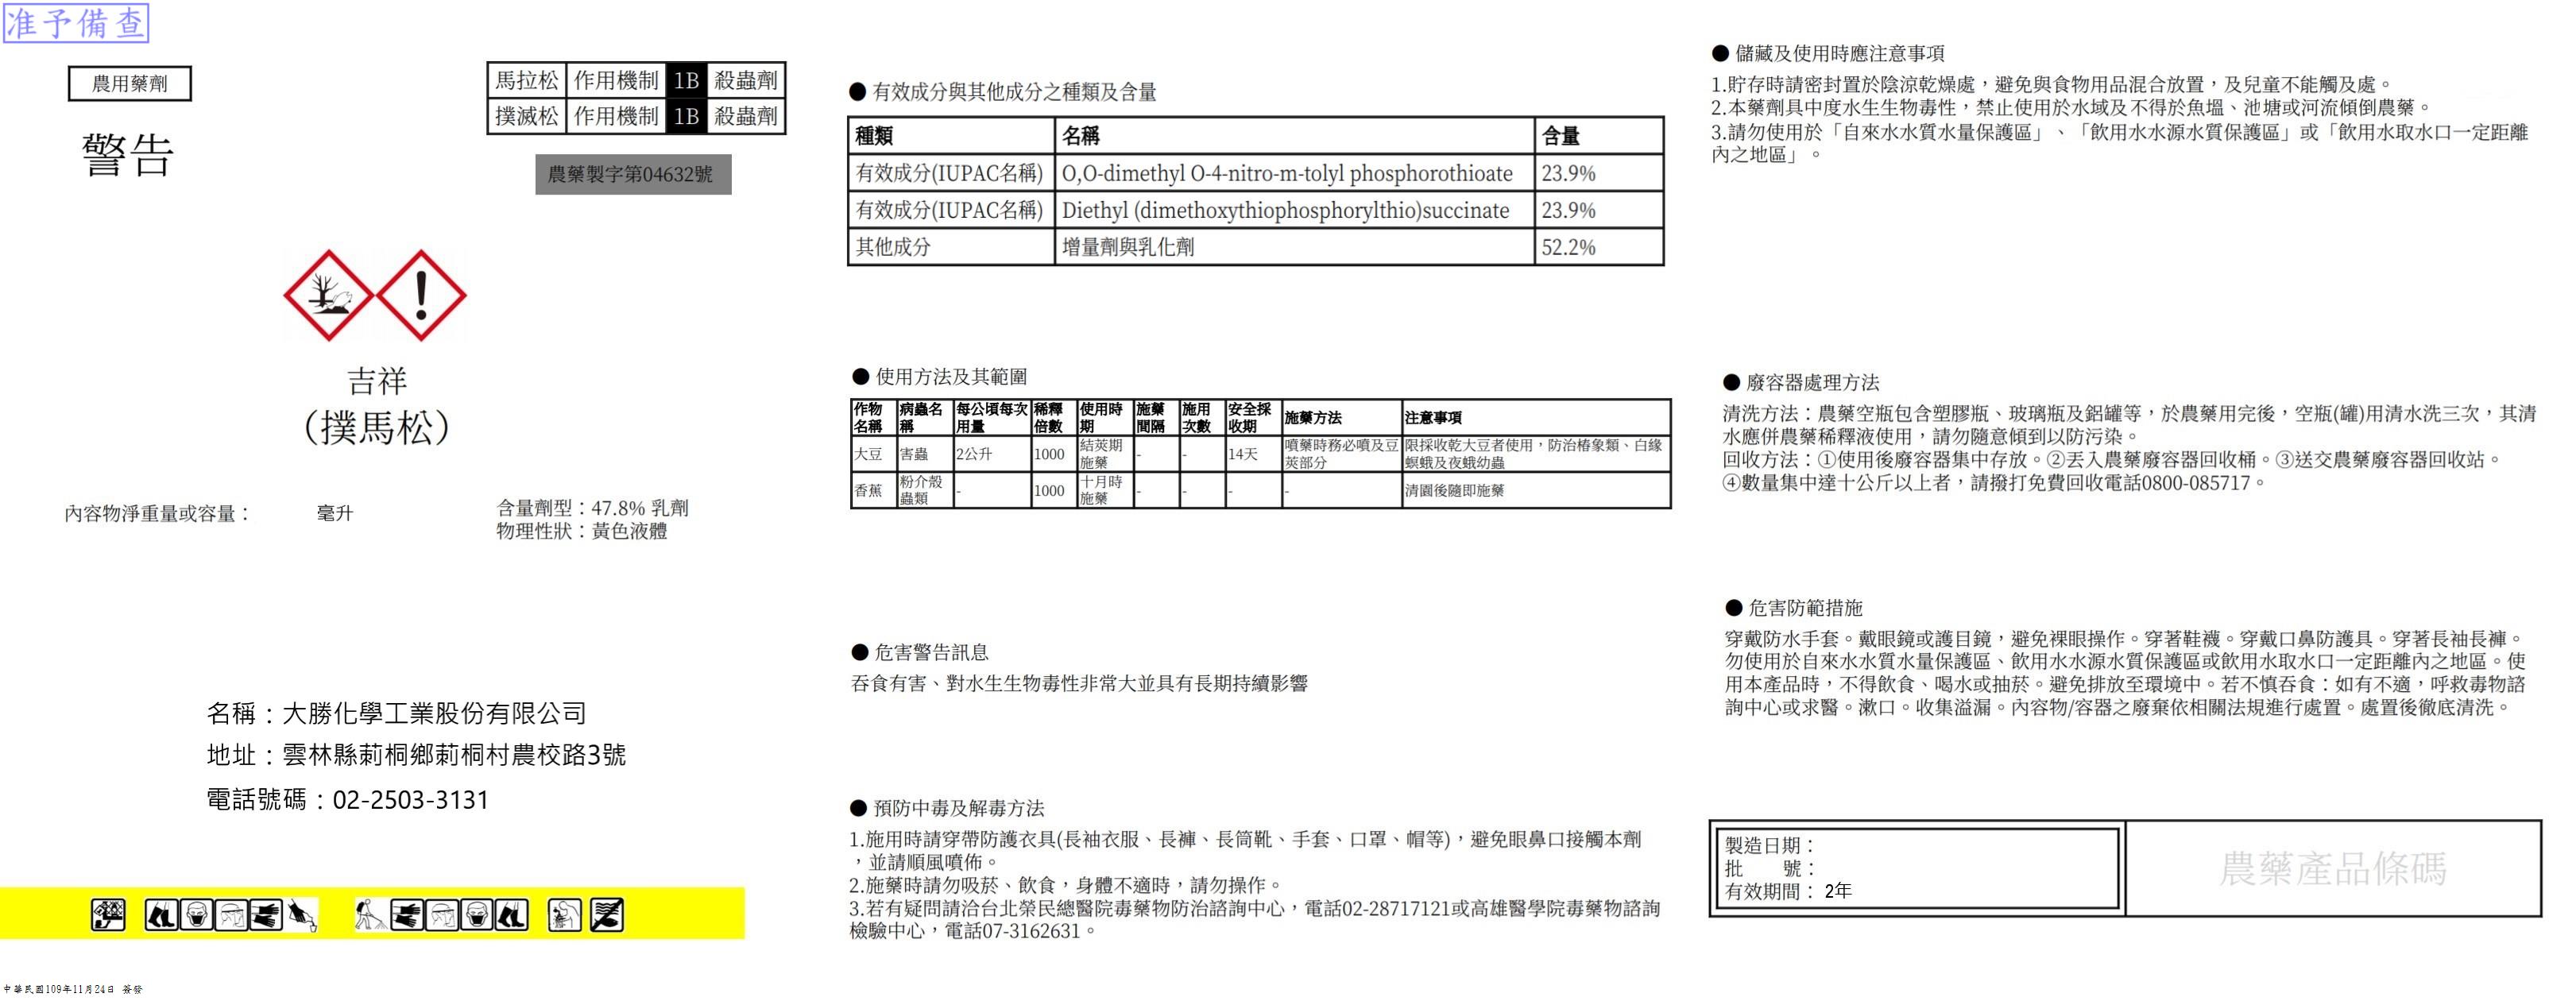 准予備查
農用藥劑
警告
馬拉松 作用機制 1B 殺蟲劑
撲滅松 作用機制 1B 殺蟲劑
農藥製字第04632號
吉祥
（撲馬松）
內容物淨重量或容量： 毫升
含量劑型：47.8% 乳劑
物理性狀：黃色液體
名稱：大勝化學工業股份有限公司
地址：雲林縣莿桐鄉莿桐村農校路3號
電話號碼：02-2503-3131
中華民國109年11月24日 簽發
● 有效成分與其他成分之種類及含量
種類 名稱 含量
有效成分(IUPAC名稱) O,O-dimethyl O-4-nitro-m-tolyl phosphorothioate 23.9%
有效成分(IUPAC名稱) Diethyl (dimethoxythiophosphorylthio)succinate 23.9%
其他成分 增量劑與乳化劑 52.2%
● 使用方法及其範圍
作物名稱 病蟲名稱 每公頃每次用量 稀釋倍數 使用時期 施藥間隔 施用次數 安全採收期 施藥方法 注意事項
大豆 害蟲 2公升 1000 結莢期施藥 - - 14天 噴藥時務必噴及豆莢部分 限採收乾大豆者使用，防治椿象類、白緣螟蛾及夜蛾幼蟲
香蕉 粉介殼蟲類 - 1000 十月時施藥 - - - - 清園後隨即施藥
● 危害警告訊息
吞食有害、對水生生物毒性非常大並具有長期持續影響
● 預防中毒及解毒方法
1.施用時請穿帶防護衣具(長袖衣服、長褲、長筒靴、手套、口罩、帽等)，避免眼鼻口接觸本劑
，並請順風噴佈。
2.施藥時請勿吸菸、飲食，身體不適時，請勿操作。
3.若有疑問請洽台北榮民總醫院毒藥物防治諮詢中心，電話02-28717121或高雄醫學院毒藥物諮詢
檢驗中心，電話07-3162631。
● 儲藏及使用時應注意事項
1.貯存時請密封置於陰涼乾燥處，避免與食物用品混合放置，及兒童不能觸及處。
2.本藥劑具中度水生生物毒性，禁止使用於水域及不得於魚塭、池塘或河流傾倒農藥。
3.請勿使用於「自來水水質水量保護區」、「飲用水水源水質保護區」或「飲用水取水口一定距離
內之地區」。
● 廢容器處理方法
清洗方法：農藥空瓶包含塑膠瓶、玻璃瓶及鋁罐等，於農藥用完後，空瓶(罐)用清水洗三次，其清
水應併農藥稀釋液使用，請勿隨意傾到以防污染。
回收方法：①使用後廢容器集中存放。②丟入農藥廢容器回收桶。③送交農藥廢容器回收站。
④數量集中達十公斤以上者，請撥打免費回收電話0800-085717。
● 危害防範措施
穿戴防水手套。戴眼鏡或護目鏡，避免裸眼操作。穿著鞋襪。穿戴口鼻防護具。穿著長袖長褲。
勿使用於自來水水質水量保護區、飲用水水源水質保護區或飲用水取水口一定距離內之地區。使
用本產品時，不得飲食、喝水或抽菸。避免排放至環境中。若不慎吞食：如有不適，呼救毒物諮
詢中心或求醫。漱口。收集溢漏。內容物/容器之廢棄依相關法規進行處置。處置後徹底清洗。
製造日期：
批 號：
有效期間： 2年
農藥產品條碼